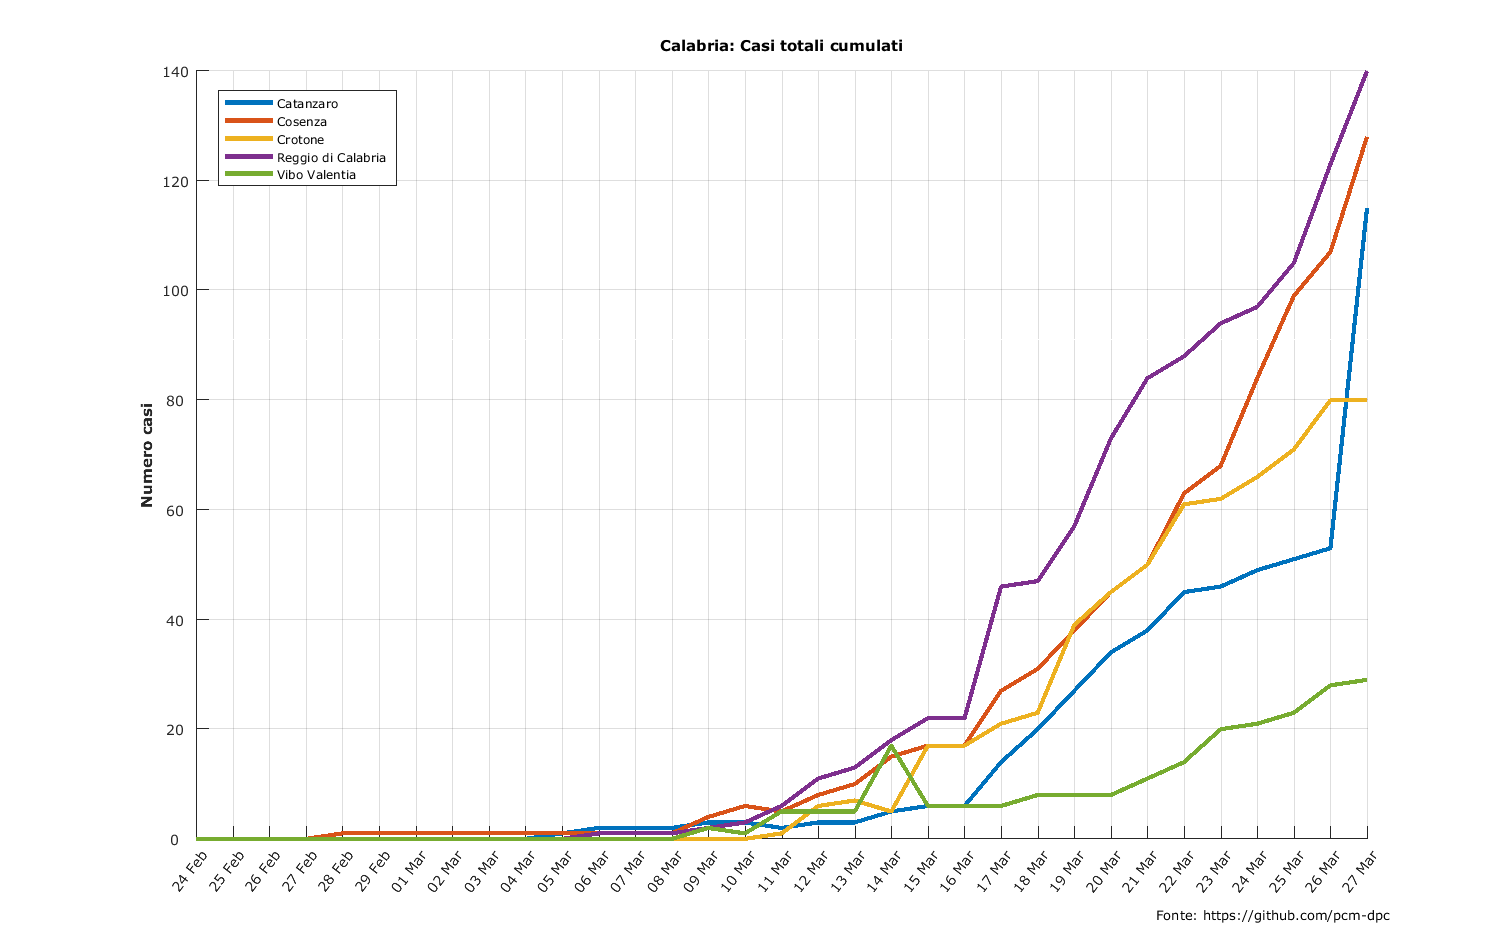 Calabria: Casi totali cumulati
Numero casi
140
120
100
80
60
40
20
0
Catanzaro
Cosenza
Crotone
Reggio di Calabria
Vibo Valentia
24 Feb
25 Feb
26 Feb
27 Feb
28 Feb
29 Feb
01 Mar
02 Mar
03 Mar
04 Mar
05 Mar
06 Mar
07 Mar
08 Mar
09 Mar
10 Mar
11 Mar
12 Mar
13 Mar
14 Mar
15 Mar
16 Mar
17 Mar
18 Mar
19 Mar
20 Mar
21 Mar
22 Mar
23 Mar
24 Mar
25 Mar
26 Mar
27 Mar
Fonte: https://github.com/pcm-dpc